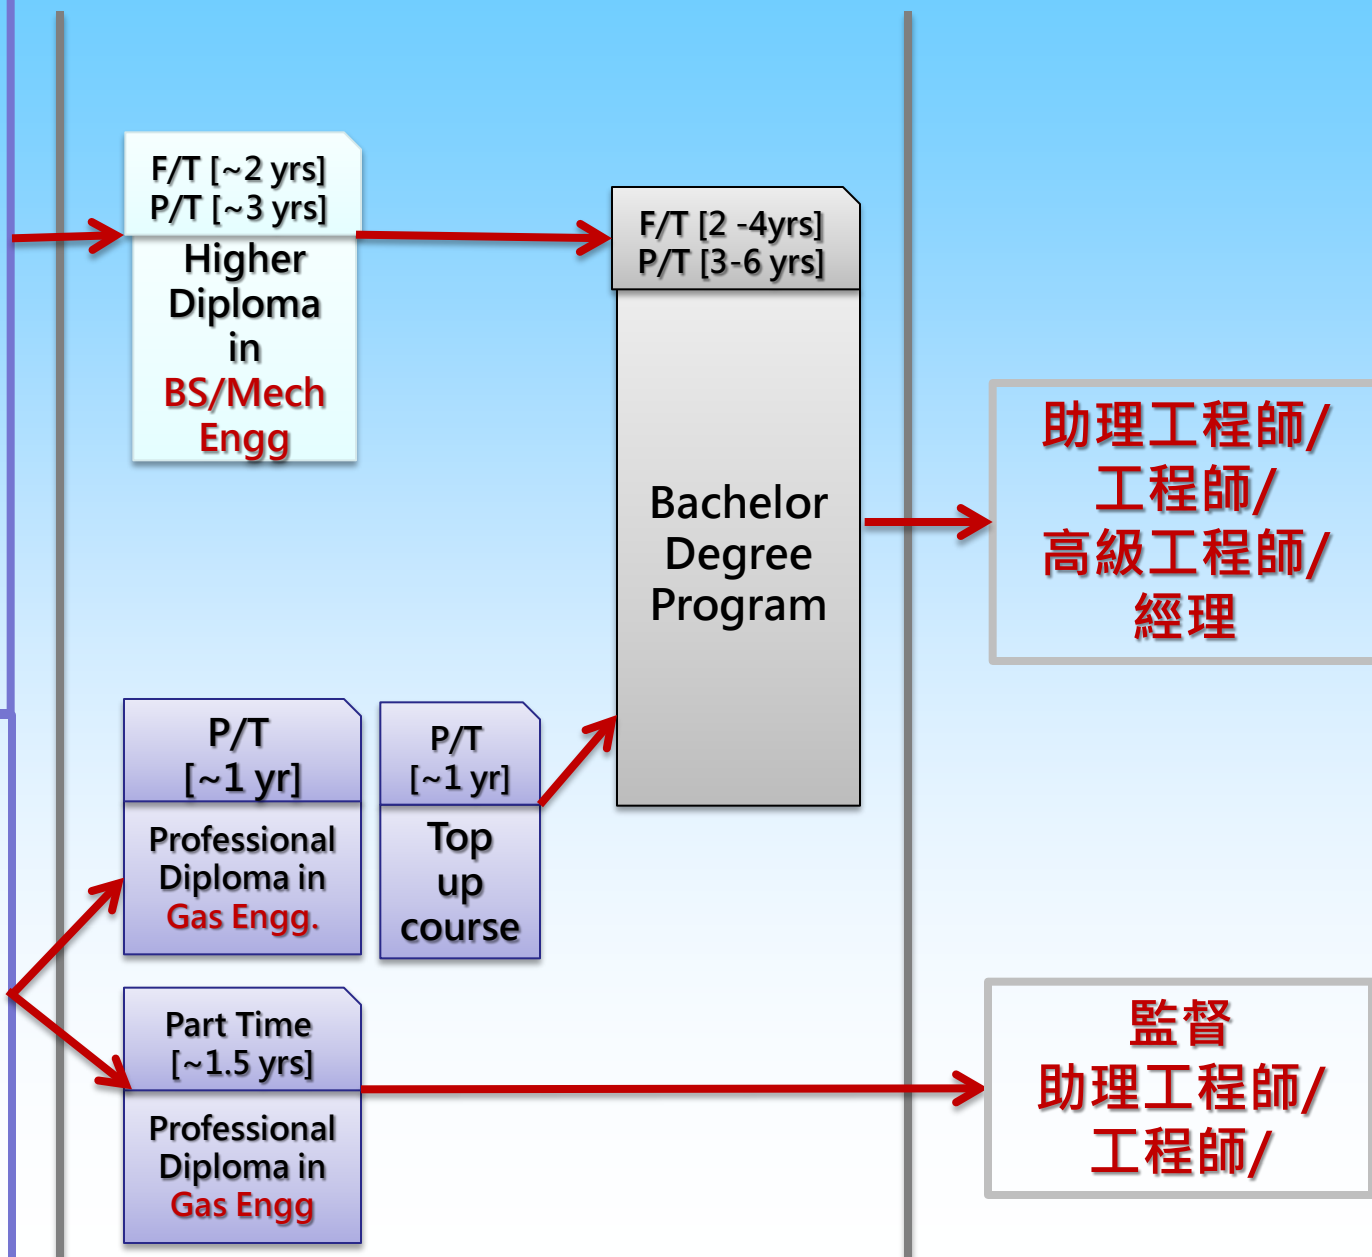 F/T [~2 yrs]
P/T [~3 yrs]
Higher
Diploma
in
BS/Mech
Engg
F/T [2 -4yrs]
P/T [3-6 yrs]
Bachelor
Degree
Program
助理工程師/
工程師/
高級工程師/
經理
P/T
[~1 yr]
Professional
Diploma in
Gas Engg.
P/T
[~1 yr]
Top
up
course
Part Time
[~1.5 yrs]
Professional
Diploma in
Gas Engg
監督
助理工程師/
工程師/